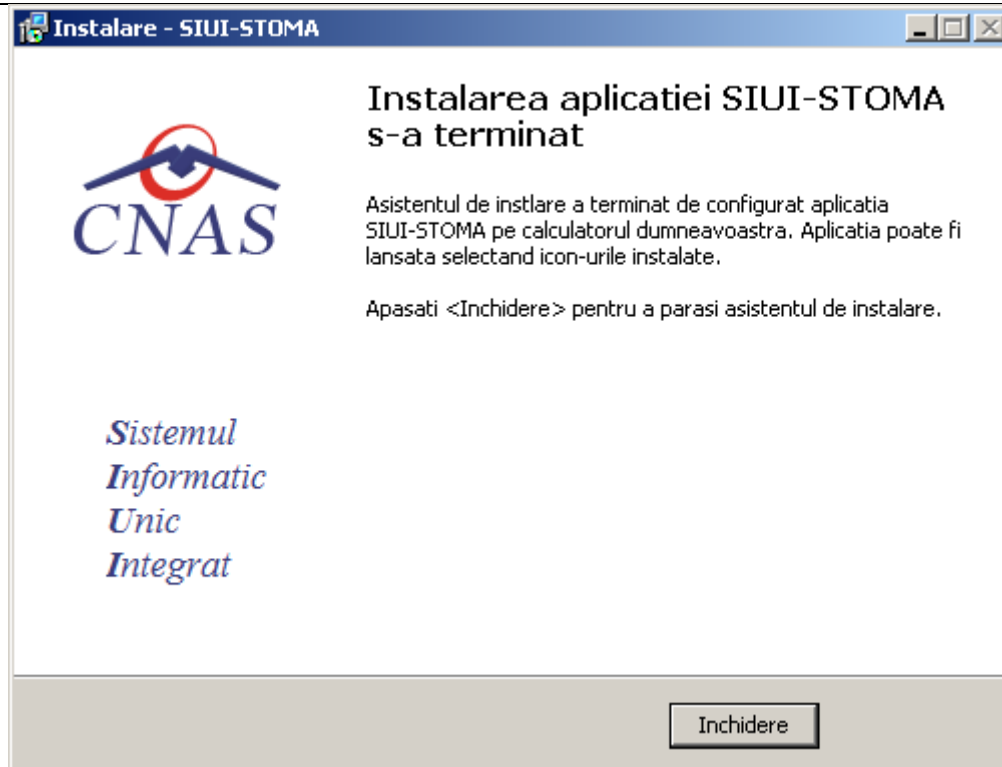 Instalare - SIUI-STOMA
Instalarea aplicatiei SIUI-STOMA
s-a terminat
CNAS
Asistentul de instlare a terminat de configurat aplicatia
SIUI-STOMA pe calculatorul dumneavoastra. Aplicatia poate fi
lansata selectand icon-urile instalate.
Apasati <Inchidere> pentru a parasi asistentul de instalare.
Sistemul
Informatic
Unic
Integrat
Inchidere